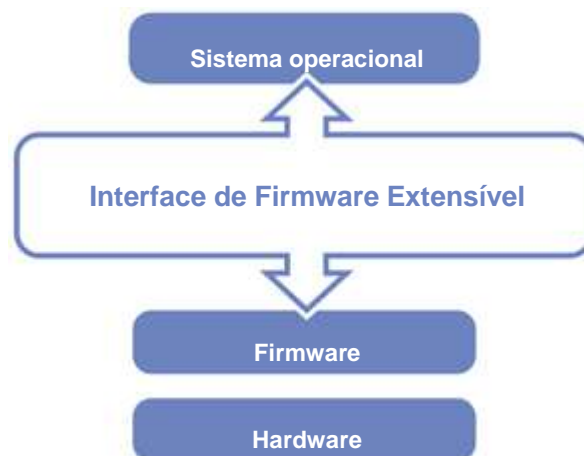 Sistema operacional
Interface de Firmware Extensível
Firmware
Hardware